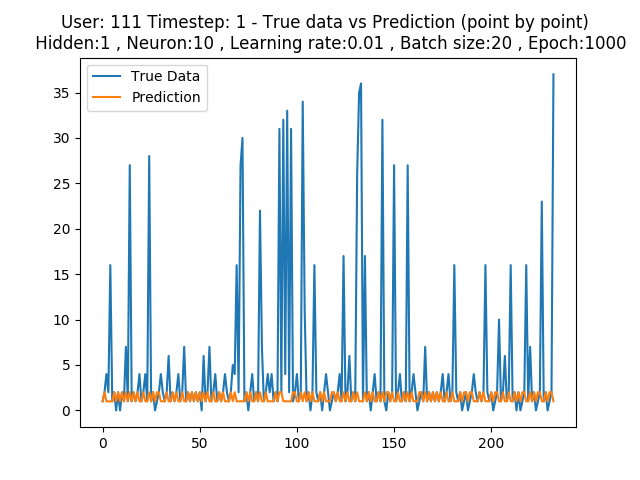 User: 111 Timestep: 1 - True data vs Prediction (point by point)
Hidden:1 , Neuron:10 , Learning rate:0.01 , Batch size:20 , Epoch:1000
True Data
Prediction
35
30
25
20
15
10
5
0
0 50 100 150 200